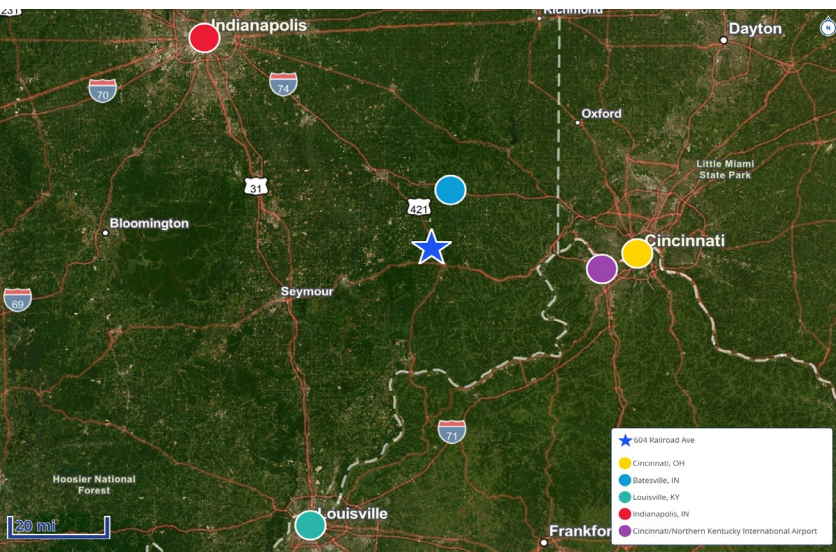 231
Indianapolis
Richmond
Dayton
N
70
74
Oxford
Little Miami
State Park
31
421
Bloomington
Cincinnati
69
Seymour
71
604 Railroad Ave
Cincinnati, OH
Batesville, IN
Louisville, KY
Indianapolis, IN
Cincinnati/Northern Kentucky International Airport
Hoosier National
Forest
Louisville
20 mi
Frankfor